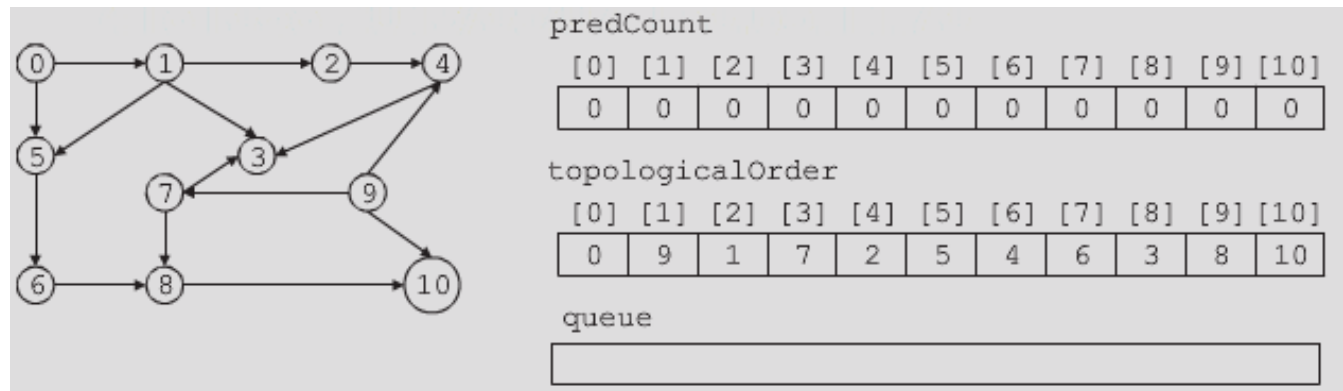 predCount
[0] [1] [2] [3] [4] [5] [6] [7] [8] [9] [10]
0 0 0 0 0 0 0 0 0 0 0
topologicalOrder
[0] [1] [2] [3] [4] [5] [6] [7] [8] [9] [10]
0 9 1 7 2 5 4 6 3 8 10
queue
0 1 2 4
5 3
7 9
6 8 10